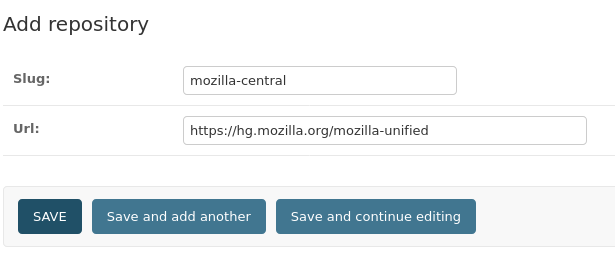 Add repository
Slug: mozilla-central
Url: https://hg.mozilla.org/mozilla-unified
SAVE Save and add another Save and continue editing